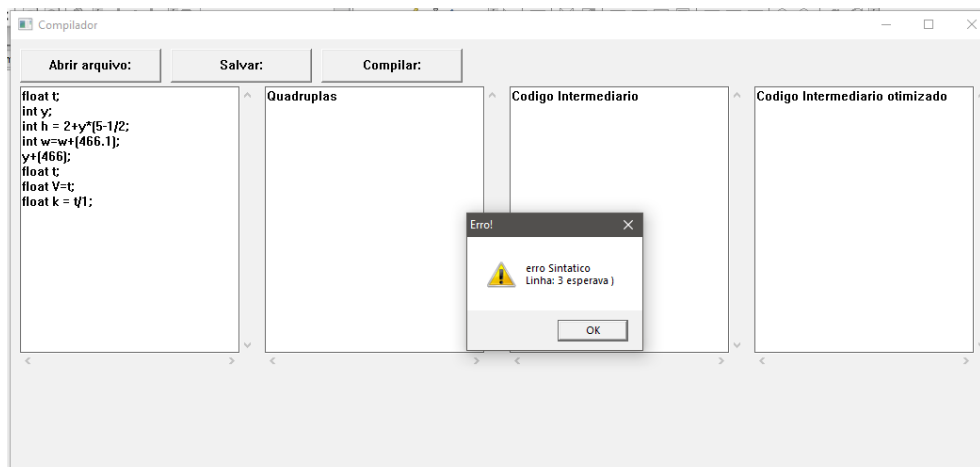 Compilador
Abrir arquivo: Salvar: Compilar:
float t;
int y;
int h = 2+y*(5-1/2;
int w=w+(466.1);
y+(466);
float t;
float V=t;
float k = t/1;
Quadruplas
Codigo Intermediario
Codigo Intermediario otimizado
Erro!
erro Sintatico
Linha: 3 esperava )
OK